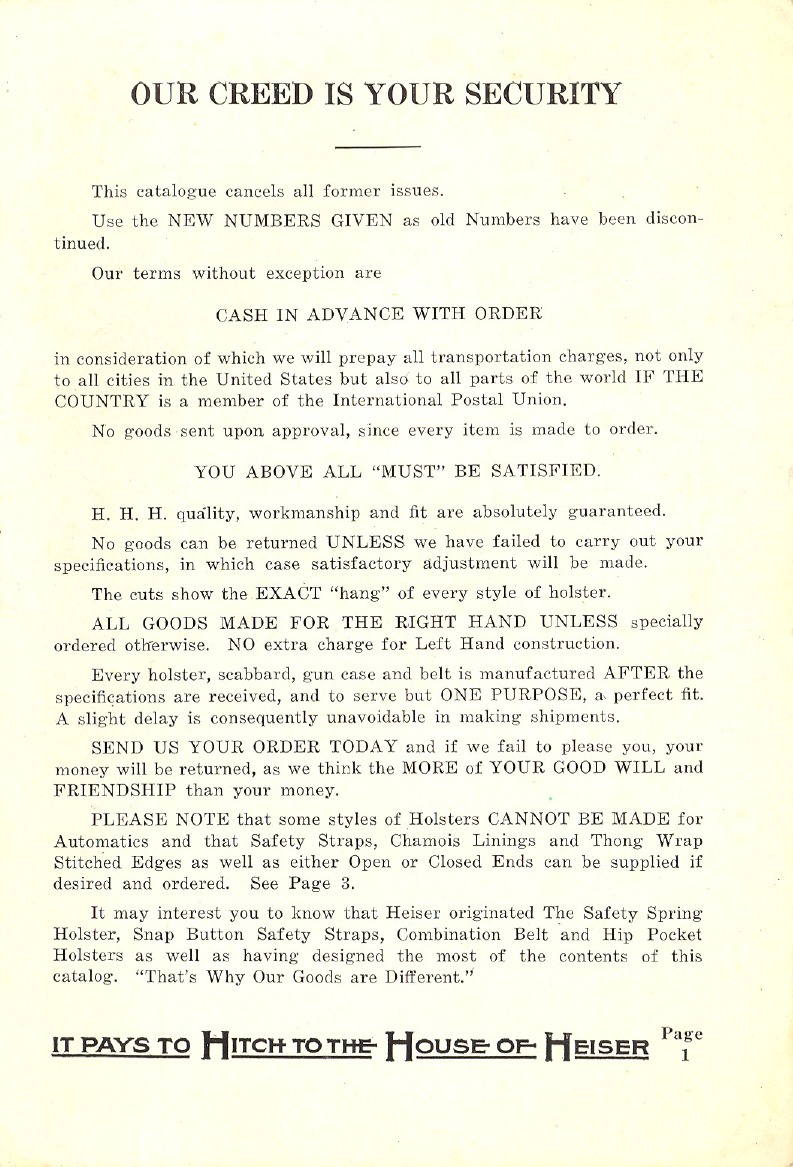 OUR CREED IS YOUR SECURITY
This catalogue cancels all former issues.
Use the NEW NUMBERS GIVEN as old Numbers have been discon-
tinued.
Our terms without exception are
CASH IN ADVANCE WITH ORDER
in consideration of which we will prepay all transportation charges, not only
to all cities in the United States but also to all parts of the world IF THE
COUNTRY is a member of the International Postal Union.
No goods sent upon approval, since every item is made to order.
YOU ABOVE ALL “MUST” BE SATISFIED.
H. H. H. quality, workmanship and fit are absolutely guaranteed.
No goods can be returned UNLESS we have failed to carry out your
specifications, in which case satisfactory adjustment will be made.
The cuts show the EXACT “hang” of every style of holster.
ALL GOODS MADE FOR THE RIGHT HAND UNLESS specially
ordered otherwise. NO extra charge for Left Hand construction.
Every holster, scabbard, gun case and belt is manufactured AFTER the
specifications are received, and to serve but ONE PURPOSE, a perfect fit.
A slight delay is consequently unavoidable in making shipments.
SEND US YOUR ORDER TODAY and if we fail to please you, your
money will be returned, as we think the MORE of YOUR GOOD WILL and
FRIENDSHIP than your money.
PLEASE NOTE that some styles of Holsters CANNOT BE MADE for
Automatics and that Safety Straps, Chamois Linings and Thong Wrap
Stitched Edges as well as either Open or Closed Ends can be supplied if
desired and ordered. See Page 3.
It may interest you to know that Heiser originated The Safety Spring
Holster, Snap Button Safety Straps, Combination Belt and Hip Pocket
Holsters as well as having designed the most of the contents of this
catalog. “That’s Why Our Goods are Different.”
IT PAYS TO HITCH TO THE HOUSE OF HEISER Page
1